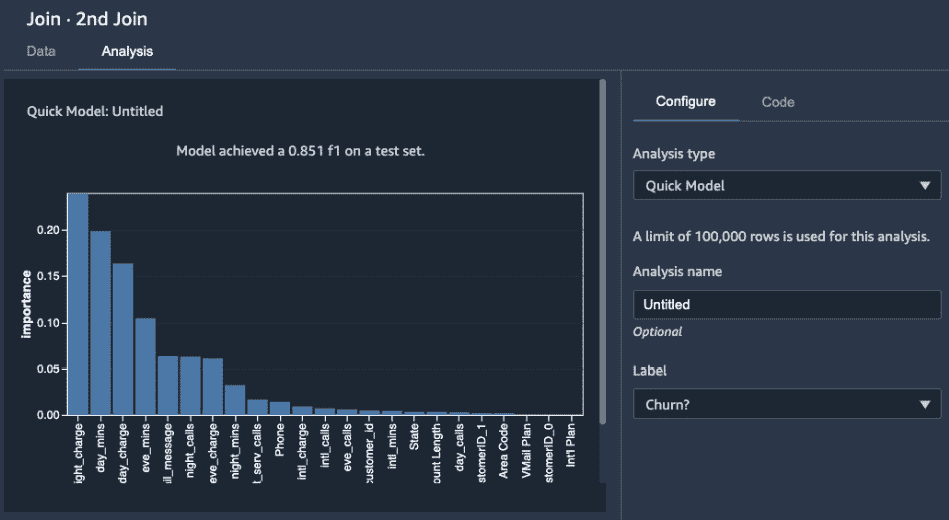 Join · 2nd Join
Data
Analysis
Quick Model: Untitled
Model achieved a 0.851 f1 on a test set.
importance
0.20
0.15
0.10
0.05
0.00
ight_charge
day_mins
day_charge
eve_mins
il_message
night_calls
eve_charge
night_mins
t_serv_calls
Phone
intl_charge
intl_calls
eve_calls
customer_id
intl_mins
State
ount Length
day_calls
stomerID_1
Area Code
VMail Plan
stomerID_0
Int'l Plan
Configure
Code
Analysis type
Quick Model
A limit of 100,000 rows is used for this analysis.
Analysis name
Untitled
Optional
Label
Churn?